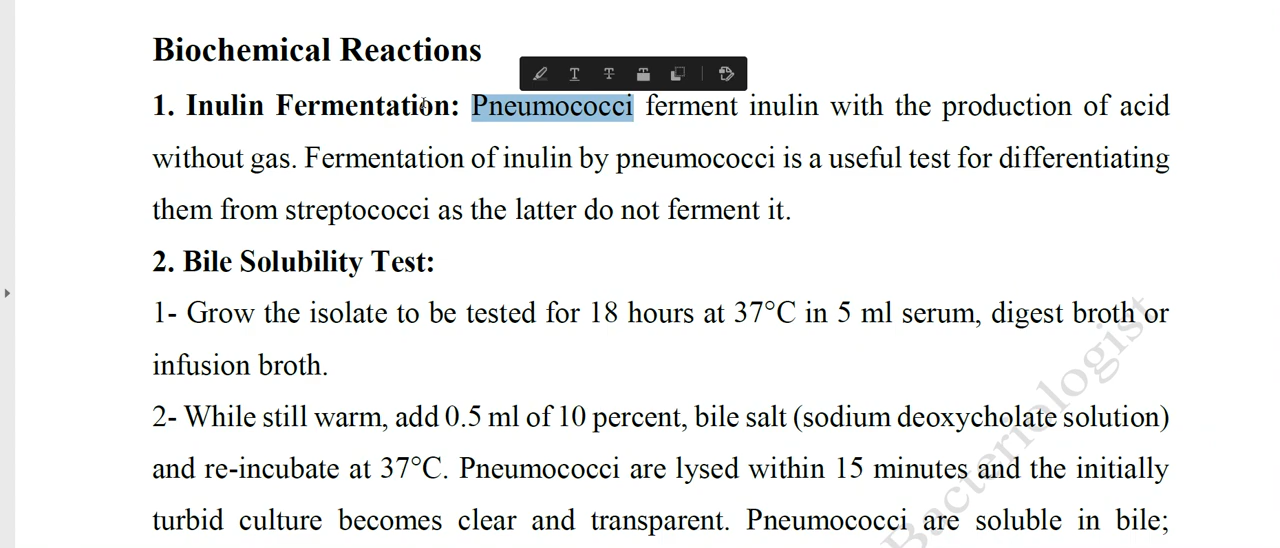 Biochemical Reactions
1. Inulin Fermentation: Pneumococci ferment inulin with the production of acid
without gas. Fermentation of inulin by pneumococci is a useful test for differentiating
them from streptococci as the latter do not ferment it.
2. Bile Solubility Test:
1- Grow the isolate to be tested for 18 hours at 37°C in 5 ml serum, digest broth or
infusion broth.
2- While still warm, add 0.5 ml of 10 percent, bile salt (sodium deoxycholate solution)
and re-incubate at 37°C. Pneumococci are lysed within 15 minutes and the initially
turbid culture becomes clear and transparent. Pneumococci are soluble in bile;
Bacteriologist